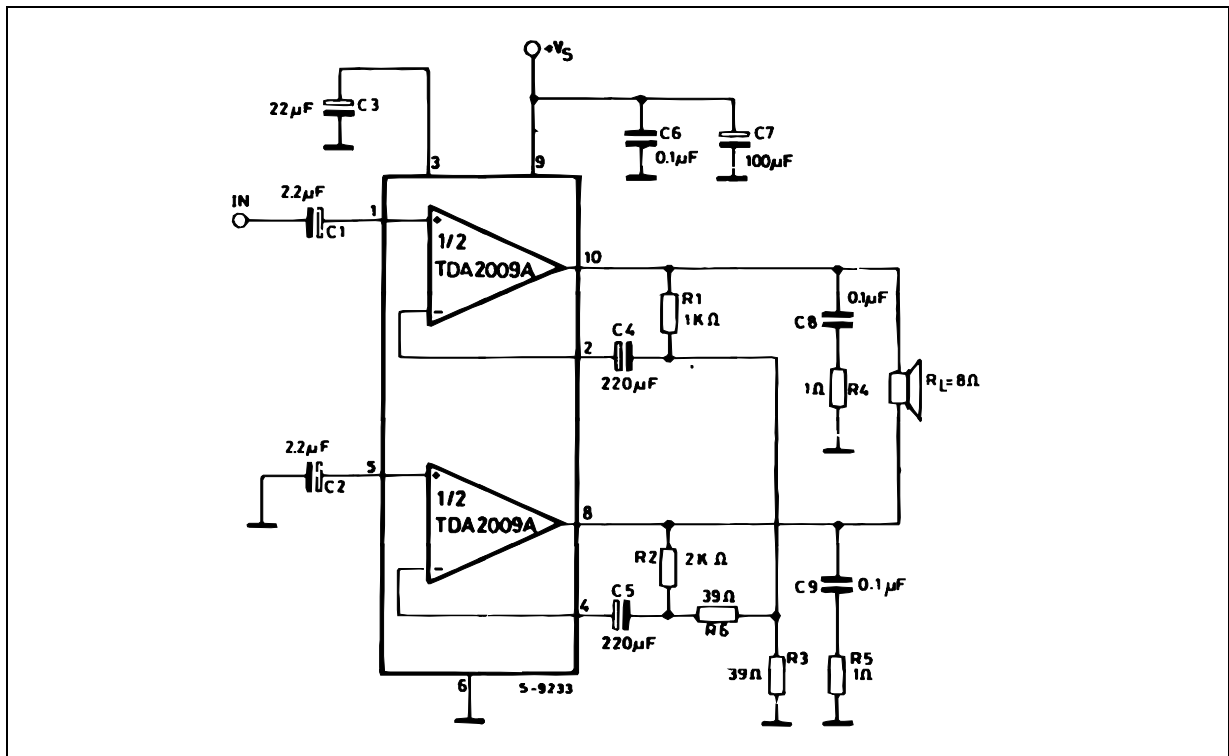 +VS
22µF
C3
C6
0.1µF
C7
100µF
3
9
IN
2.2µF
C1
1
1/2
TDA2009A
+
−
10
R1
1KΩ
C8
0.1µF
2
C4
220µF
1Ω
R4
RL=8Ω
2.2µF
C2
5
1/2
TDA2009A
+
−
8
R2
2KΩ
C9
0.1µF
4
C5
220µF
39Ω
R6
39Ω
R3
R5
1Ω
6
S-9233